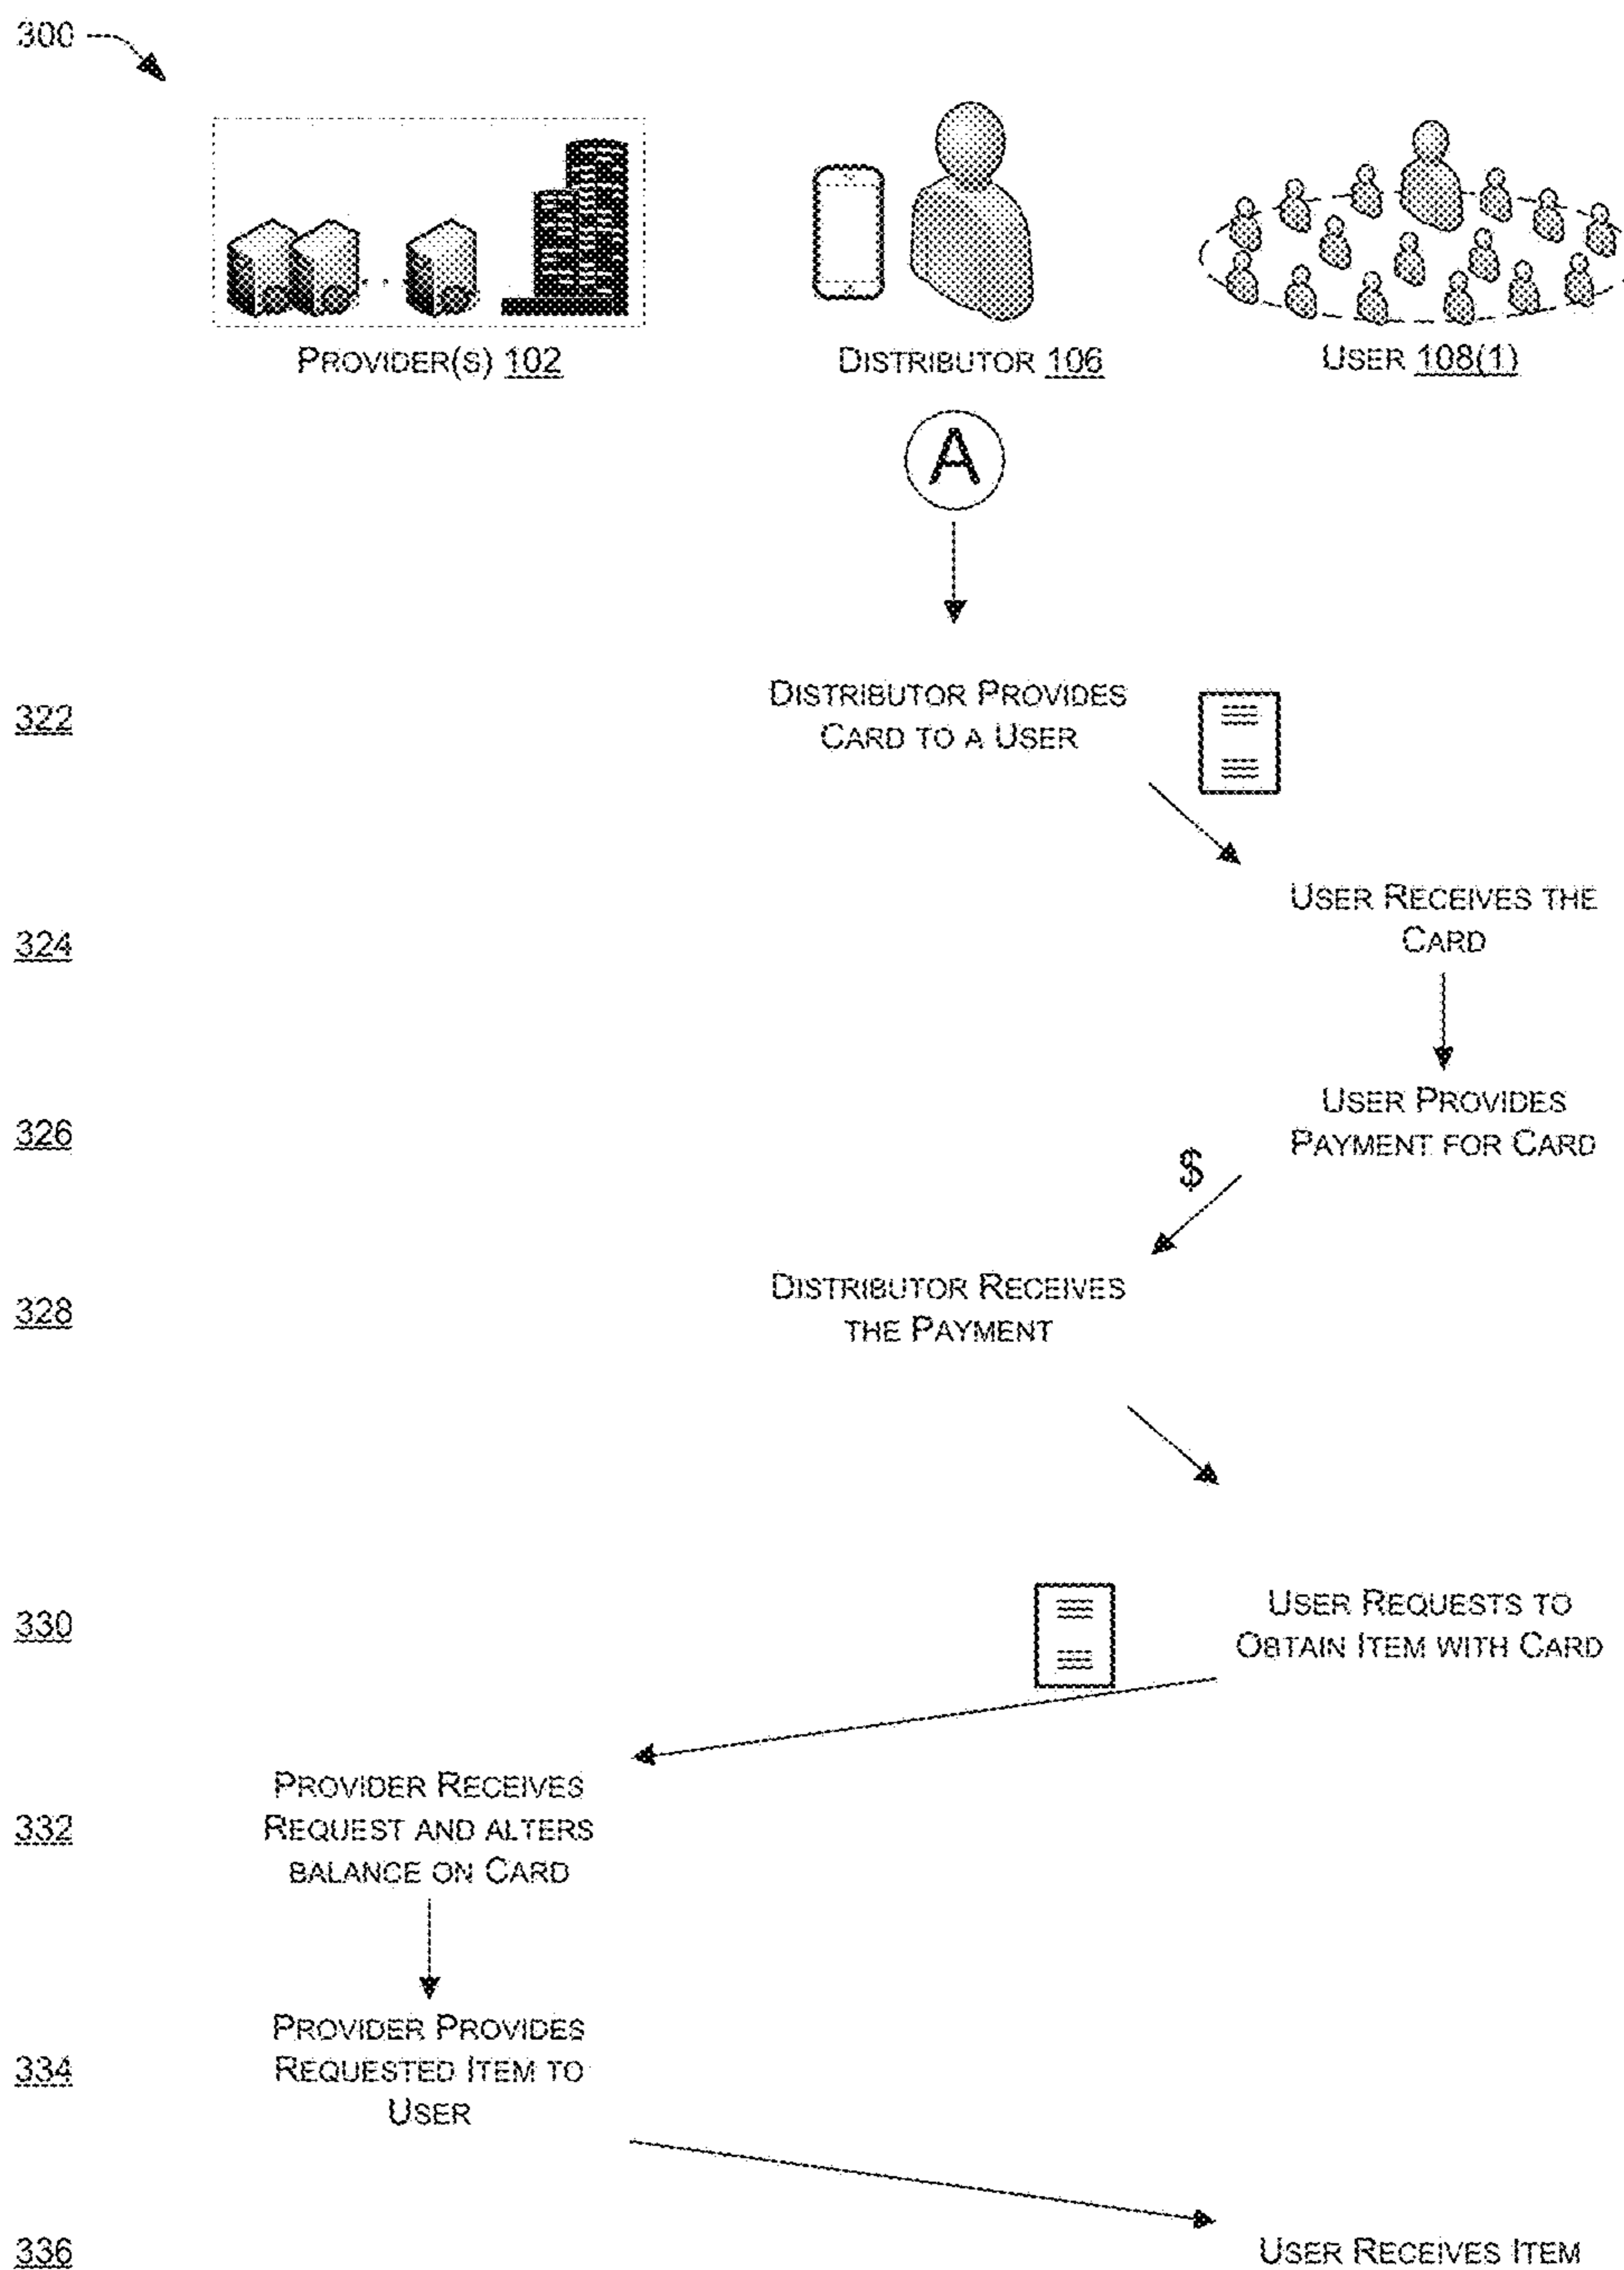 300
PROVIDER(S) 102
DISTRIBUTOR 106
USER 108(1)
A
322
DISTRIBUTOR PROVIDES
CARD TO A USER
324
USER RECEIVES THE
CARD
326
USER PROVIDES
PAYMENT FOR CARD
$
328
DISTRIBUTOR RECEIVES
THE PAYMENT
330
USER REQUESTS TO
OBTAIN ITEM WITH CARD
332
PROVIDER RECEIVES
REQUEST AND ALTERS
BALANCE ON CARD
334
PROVIDER PROVIDES
REQUESTED ITEM TO
USER
336
USER RECEIVES ITEM